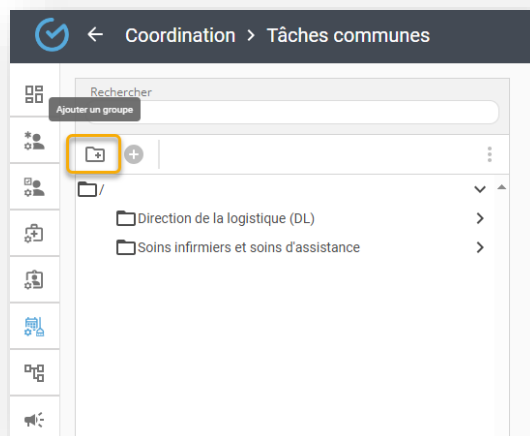 Coordination > Tâches communes
Rechercher
Ajouter un groupe
/
Direction de la logistique (DL)
Soins infirmiers et soins d'assistance